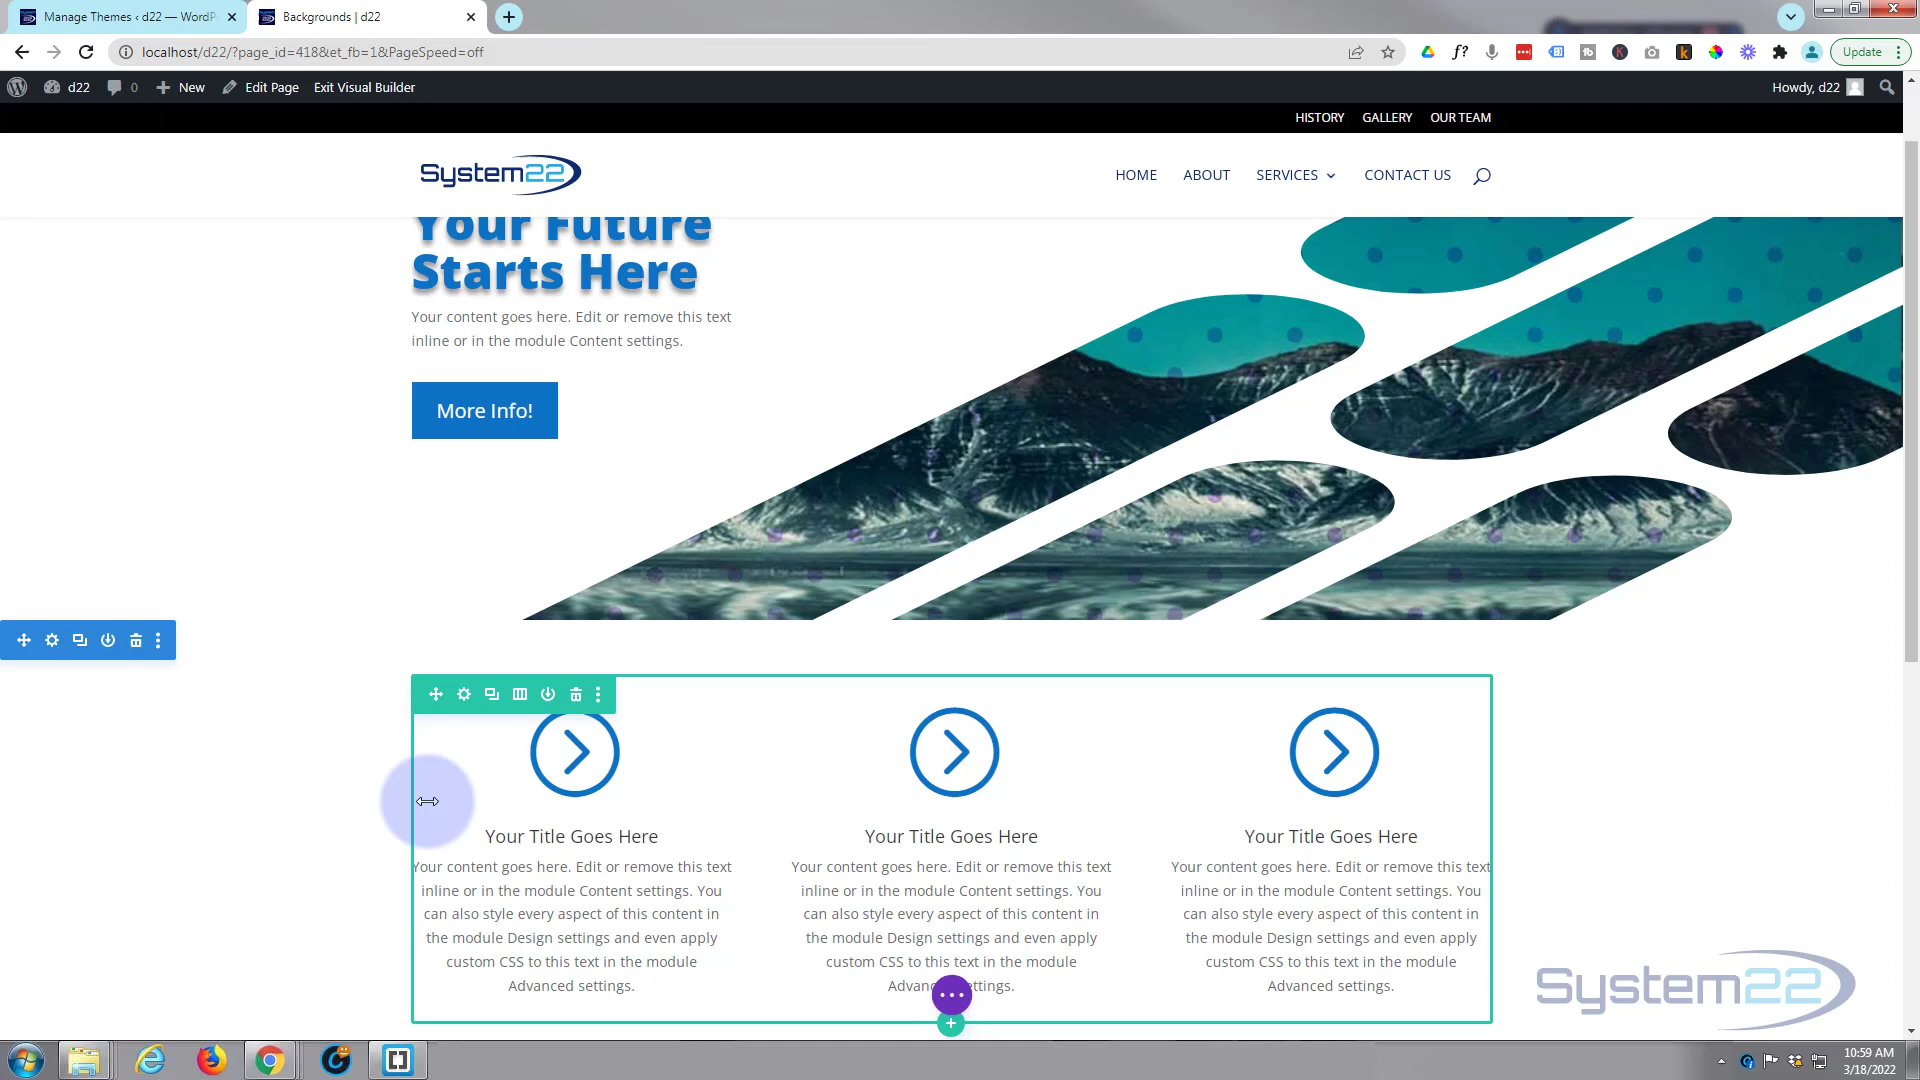 Manage Themes ‹ d22 — WordP
Backgrounds | d22
localhost/d22/?page_id=418&et_fb=1&PageSpeed=off
Update
d22
0
New
Edit Page
Exit Visual Builder
Howdy, d22
HISTORY
GALLERY
OUR TEAM
System22
HOME
ABOUT
SERVICES
CONTACT US
Your Future
Starts Here
Your content goes here. Edit or remove this text
inline or in the module Content settings.
More Info!
Your Title Goes Here
Your content goes here. Edit or remove this text
inline or in the module Content settings. You
can also style every aspect of this content in
the module Design settings and even apply
custom CSS to this text in the module
Advanced settings.
Your Title Goes Here
Your content goes here. Edit or remove this text
inline or in the module Content settings. You
can also style every aspect of this content in
the module Design settings and even apply
custom CSS to this text in the module
Advan ettings.
Your Title Goes Here
Your content goes here. Edit or remove this text
inline or in the module Content settings. You
can also style every aspect of this content in
the module Design settings and even apply
custom CSS to this text in the module
Advanced settings.
System22
10:59 AM
3/18/2022